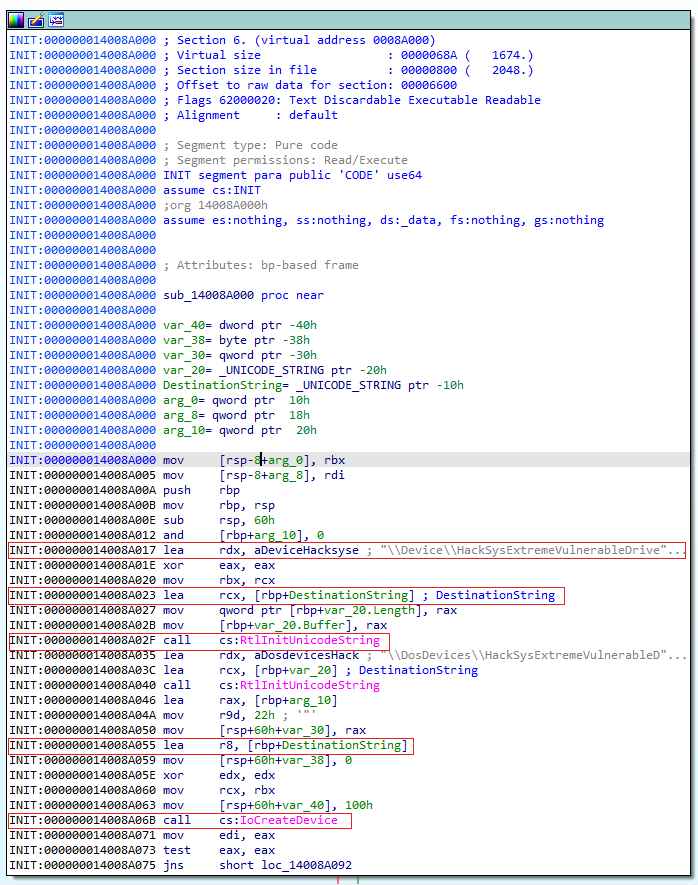 INIT:000000014008A000 ; Section 6. (virtual address 0008A000)
INIT:000000014008A000 ; Virtual size                  : 0000068A (   1674.)
INIT:000000014008A000 ; Section size in file          : 00000800 (   2048.)
INIT:000000014008A000 ; Offset to raw data for section: 00006600
INIT:000000014008A000 ; Flags 62000020: Text Discardable Executable Readable
INIT:000000014008A000 ; Alignment     : default
INIT:000000014008A000
INIT:000000014008A000 ; Segment type: Pure code
INIT:000000014008A000 ; Segment permissions: Read/Execute
INIT:000000014008A000 INIT segment para public 'CODE' use64
INIT:000000014008A000 assume cs:INIT
INIT:000000014008A000 ;org 14008A000h
INIT:000000014008A000 assume es:nothing, ss:nothing, ds:_data, fs:nothing, gs:nothing
INIT:000000014008A000
INIT:000000014008A000
INIT:000000014008A000 ; Attributes: bp-based frame
INIT:000000014008A000
INIT:000000014008A000 sub_14008A000 proc near
INIT:000000014008A000
INIT:000000014008A000 var_40= dword ptr -40h
INIT:000000014008A000 var_38= byte ptr -38h
INIT:000000014008A000 var_30= qword ptr -30h
INIT:000000014008A000 var_20= _UNICODE_STRING ptr -20h
INIT:000000014008A000 DestinationString= _UNICODE_STRING ptr -10h
INIT:000000014008A000 arg_0= qword ptr  10h
INIT:000000014008A000 arg_8= qword ptr  18h
INIT:000000014008A000 arg_10= qword ptr  20h
INIT:000000014008A000
INIT:000000014008A000 mov     [rsp-8+arg_0], rbx
INIT:000000014008A005 mov     [rsp-8+arg_8], rdi
INIT:000000014008A00A push    rbp
INIT:000000014008A00B mov     rbp, rsp
INIT:000000014008A00E sub     rsp, 60h
INIT:000000014008A012 and     [rbp+arg_10], 0
INIT:000000014008A017 lea     rdx, aDeviceHacksyse ; "\\Device\\HackSysExtremeVulnerableDrive"...
INIT:000000014008A01E xor     eax, eax
INIT:000000014008A020 mov     rbx, rcx
INIT:000000014008A023 lea     rcx, [rbp+DestinationString] ; DestinationString
INIT:000000014008A027 mov     qword ptr [rbp+var_20.Length], rax
INIT:000000014008A02B mov     [rbp+var_20.Buffer], rax
INIT:000000014008A02F call    cs:RtlInitUnicodeString
INIT:000000014008A035 lea     rdx, aDosdevicesHack ; "\\DosDevices\\HackSysExtremeVulnerableD"...
INIT:000000014008A03C lea     rcx, [rbp+var_20] ; DestinationString
INIT:000000014008A040 call    cs:RtlInitUnicodeString
INIT:000000014008A046 lea     rax, [rbp+arg_10]
INIT:000000014008A04A mov     r9d, 22h ; '"'
INIT:000000014008A050 mov     [rsp+60h+var_30], rax
INIT:000000014008A055 lea     r8, [rbp+DestinationString]
INIT:000000014008A059 mov     [rsp+60h+var_38], 0
INIT:000000014008A05E xor     edx, edx
INIT:000000014008A060 mov     rcx, rbx
INIT:000000014008A063 mov     [rsp+60h+var_40], 100h
INIT:000000014008A06B call    cs:IoCreateDevice
INIT:000000014008A071 mov     edi, eax
INIT:000000014008A073 test    eax, eax
INIT:000000014008A075 jns     short loc_14008A092